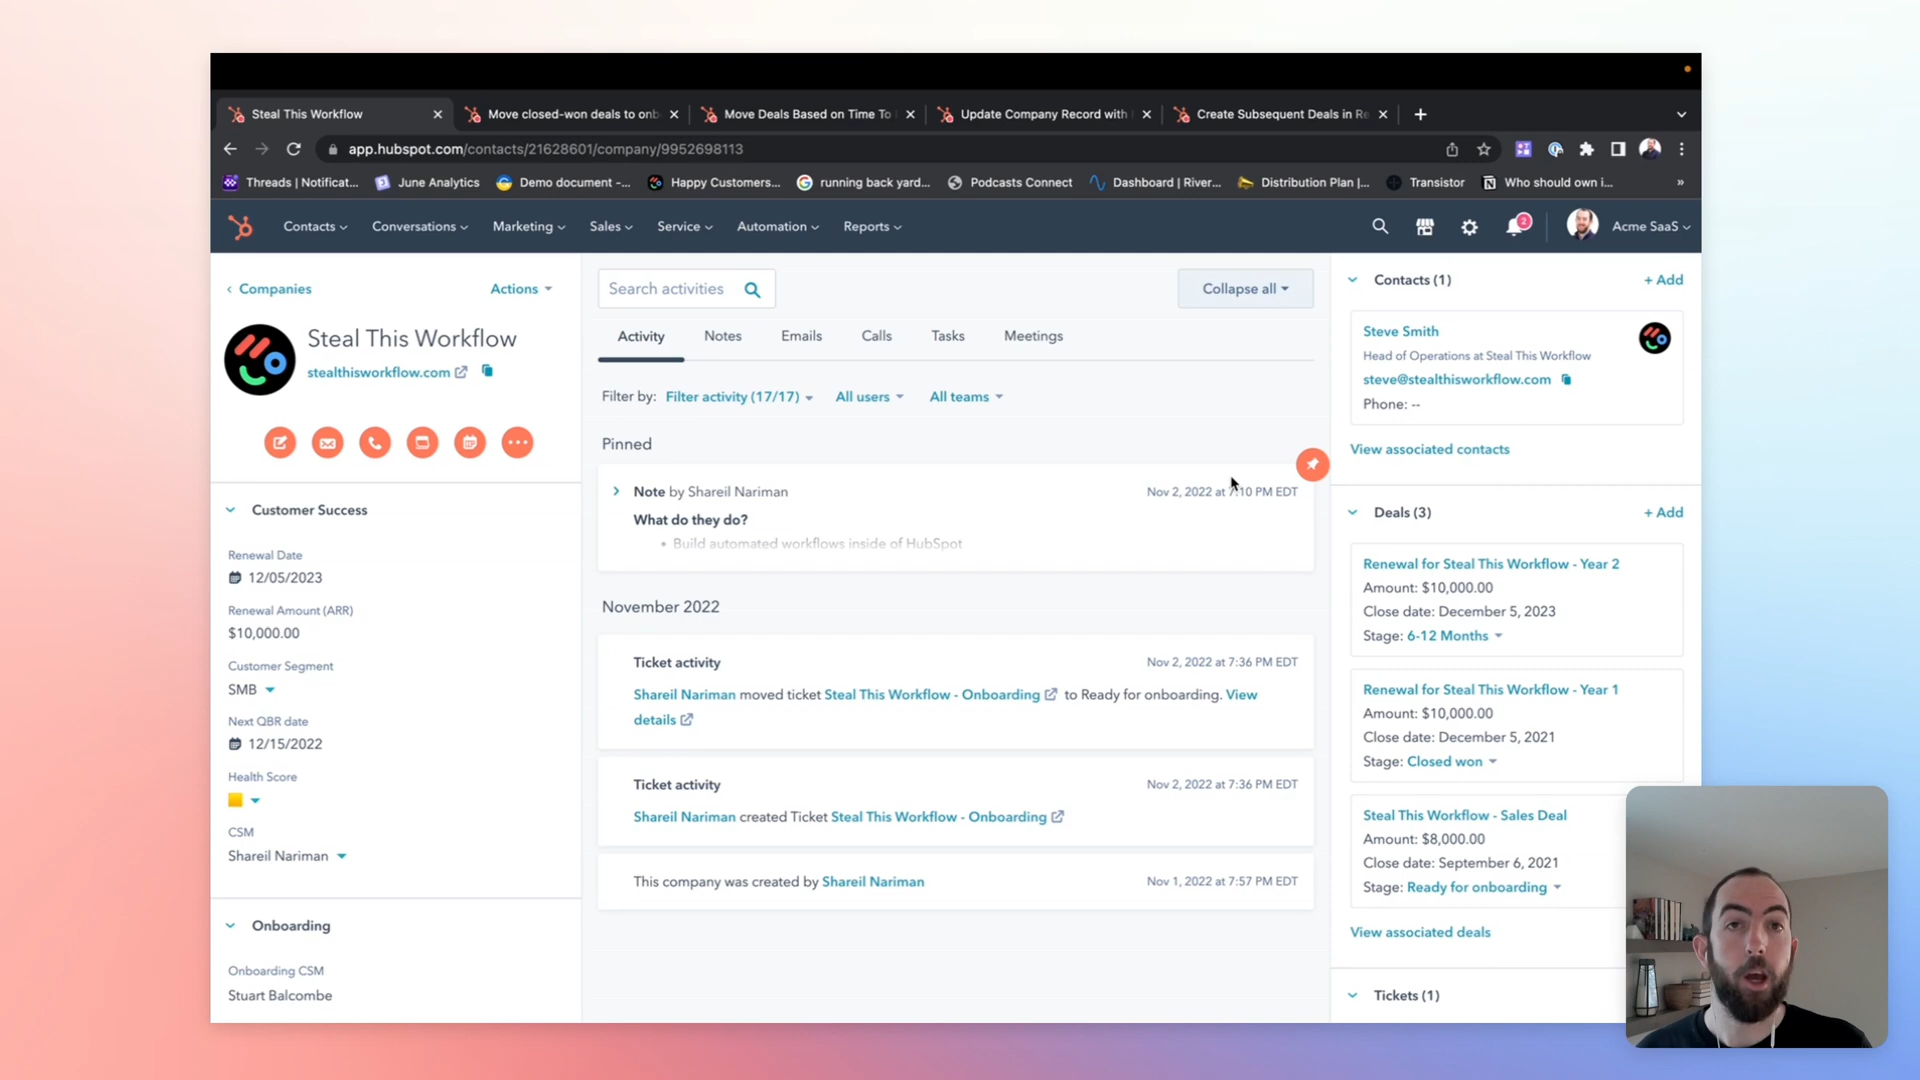 Steal This Workflow
Move closed-won deals to onb
Move Deals Based on Time To
Update Company Record with
Create Subsequent Deals in Re
app.hubspot.com/contacts/21628601/company/9952698113
Threads | Notificat...
June Analytics
Demo document -...
Happy Customers...
running back yard...
Podcasts Connect
Dashboard | River...
Distribution Plan |...
Transistor
Who should own i...
Contacts
Conversations
Marketing
Sales
Service
Automation
Reports
2
Acme SaaS
Companies
Actions
Steal This Workflow
stealthisworkflow.com
Customer Success
Renewal Date
12/05/2023
Renewal Amount (ARR)
$10,000.00
Customer Segment
SMB
Next QBR date
12/15/2022
Health Score
CSM
Shareil Nariman
Onboarding
Onboarding CSM
Stuart Balcombe
Search activities
Collapse all
Activity
Notes
Emails
Calls
Tasks
Meetings
Filter by: Filter activity (17/17) All users All teams
Pinned
Note by Shareil Nariman
Nov 2, 2022 at 7:10 PM EDT
What do they do?
• Build automated workflows inside of HubSpot
November 2022
Ticket activity
Nov 2, 2022 at 7:36 PM EDT
Shareil Nariman moved ticket Steal This Workflow - Onboarding to Ready for onboarding. View
details
Ticket activity
Nov 2, 2022 at 7:36 PM EDT
Shareil Nariman created Ticket Steal This Workflow - Onboarding
This company was created by Shareil Nariman
Nov 1, 2022 at 7:57 PM EDT
Contacts (1)
+ Add
Steve Smith
Head of Operations at Steal This Workflow
steve@stealthisworkflow.com
Phone: --
View associated contacts
Deals (3)
+ Add
Renewal for Steal This Workflow - Year 2
Amount: $10,000.00
Close date: December 5, 2023
Stage: 6-12 Months
Renewal for Steal This Workflow - Year 1
Amount: $10,000.00
Close date: December 5, 2021
Stage: Closed won
Steal This Workflow - Sales Deal
Amount: $8,000.00
Close date: September 6, 2021
Stage: Ready for onboarding
View associated deals
Tickets (1)